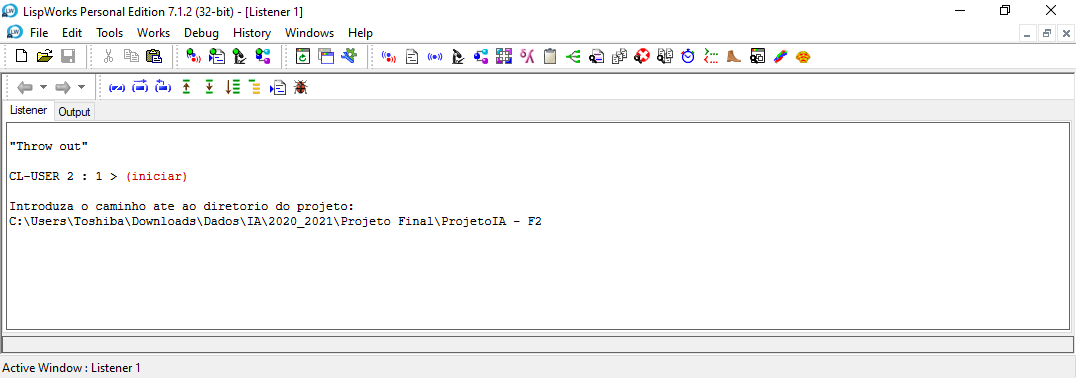 LispWorks Personal Edition 7.1.2 (32-bit) - [Listener 1]
File Edit Tools Works Debug History Windows Help
Listener Output
"Throw out"
CL-USER 2 : 1 > (iniciar)
Introduza o caminho ate ao diretorio do projeto:
C:\Users\Toshiba\Downloads\Dados\IA\2020_2021\Projeto Final\ProjetoIA - F2
Active Window : Listener 1